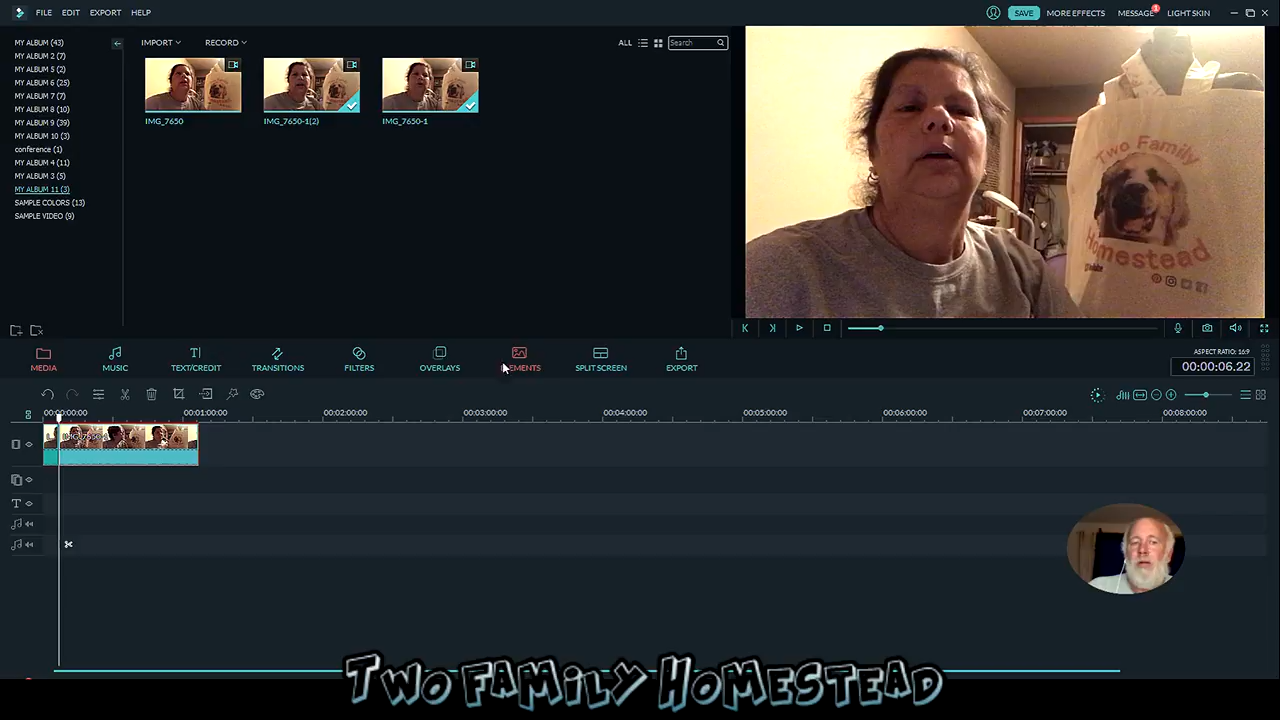 FILE EDIT EXPORT HELP
SAVE MORE EFFECTS MESSAGE 1 LIGHT SKIN
MY ALBUM (43)
MY ALBUM 2 (7)
MY ALBUM 5 (2)
MY ALBUM 6 (25)
MY ALBUM 7 (7)
MY ALBUM 8 (10)
MY ALBUM 9 (39)
MY ALBUM 10 (3)
conference (1)
MY ALBUM 4 (11)
MY ALBUM 3 (5)
MY ALBUM 11 (3)
SAMPLE COLORS (13)
SAMPLE VIDEO (9)
IMPORT RECORD ALL Search
IMG_7650 IMG_7650-1(2) IMG_7650-1
Two Family
Homestead
MEDIA MUSIC TEXT/CREDIT TRANSITIONS FILTERS OVERLAYS ELEMENTS SPLIT SCREEN EXPORT
ASPECT RATIO: 16:9
00:00:06.22
00:00:00:00 00:01:00:00 00:02:00:00 00:03:00:00 00:04:00:00 00:05:00:00 00:06:00:00 00:07:00:00 00:08:00:00
Two Family Homestead